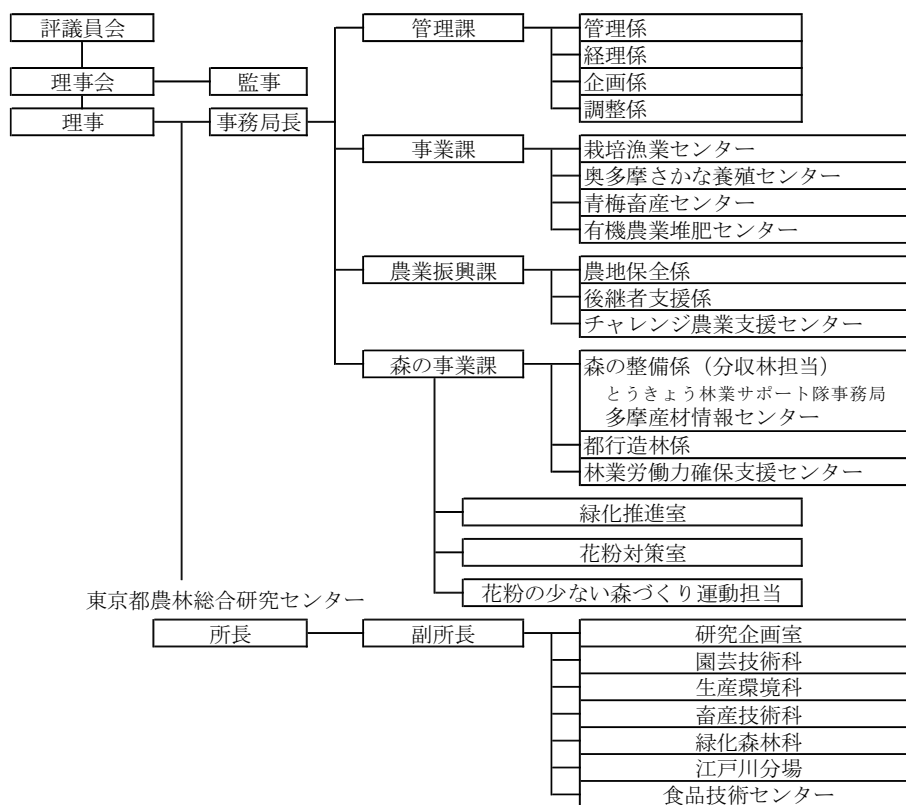 評議員会
理事会
監事
理事
事務局長
管理課
管理係
経理係
企画係
調整係
事業課
栽培漁業センター
奥多摩さかな養殖センター
青梅畜産センター
有機農業堆肥センター
農業振興課
農地保全係
後継者支援係
チャレンジ農業支援センター
森の事業課
森の整備係（分収林担当）
とうきょう林業サポート隊事務局
多摩産材情報センター
都行造林係
林業労働力確保支援センター
緑化推進室
花粉対策室
花粉の少ない森づくり運動担当
東京都農林総合研究センター
所長
副所長
研究企画室
園芸技術科
生産環境科
畜産技術科
緑化森林科
江戸川分場
食品技術センター